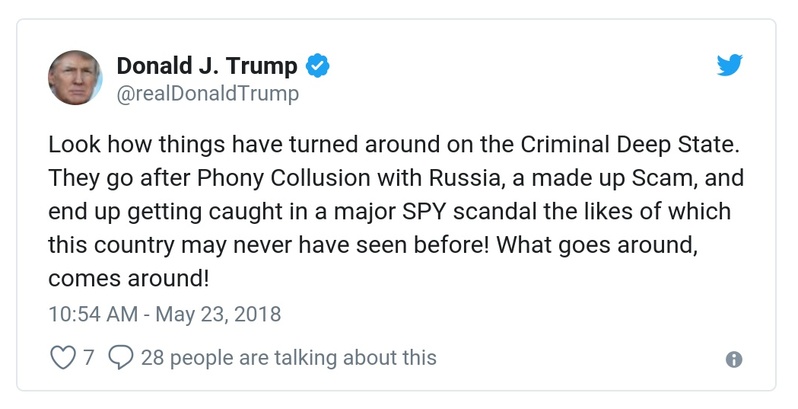 Donald J. Trump
@realDonaldTrump
Look how things have turned around on the Criminal Deep State.
They go after Phony Collusion with Russia, a made up Scam, and
end up getting caught in a major SPY scandal the likes of which
this country may never have seen before! What goes around,
comes around!
10:54 AM - May 23, 2018
7 28 people are talking about this